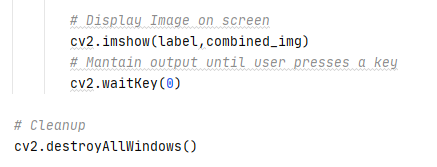 # Display Image on screen
cv2.imshow(label,combined_img)
# Mantain output until user presses a key
cv2.waitKey(0)
# Cleanup
cv2.destroyAllWindows()